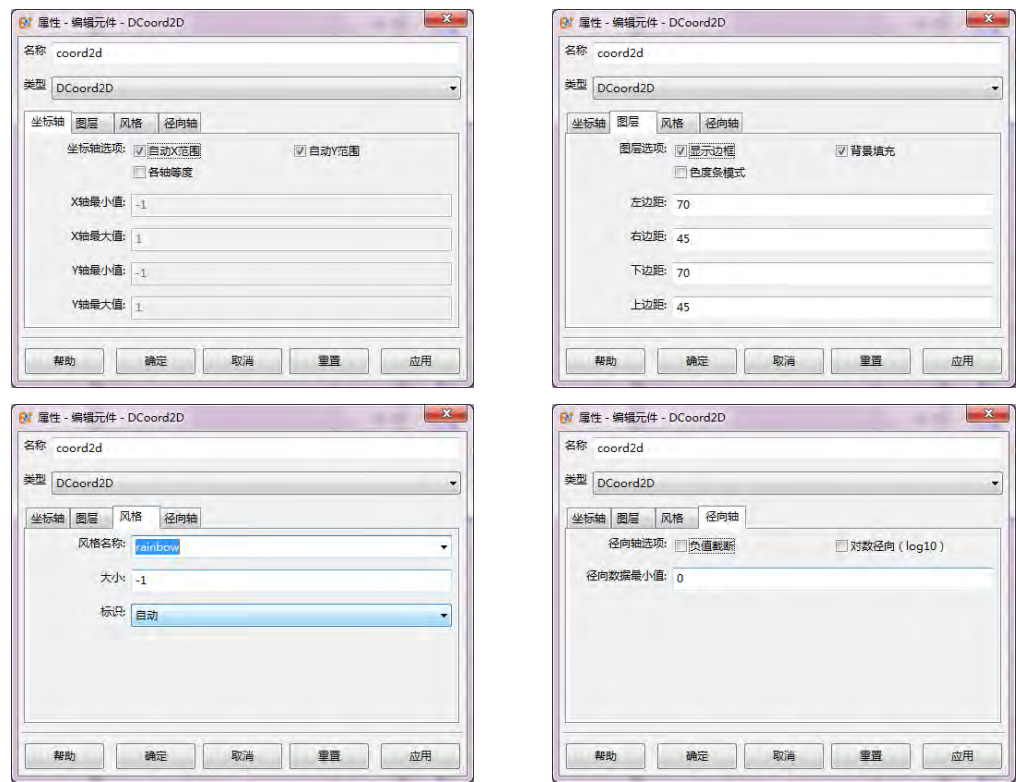 属性 - 编辑元件 - DCoord2D
名称 coord2d
类型 DCoord2D
坐标轴 图层 风格 径向轴
坐标轴选项: 自动X范围 自动Y范围
各轴等度
X轴最小值: -1
X轴最大值: 1
Y轴最小值: -1
Y轴最大值: 1
帮助 确定 取消 重置 应用
属性 - 编辑元件 - DCoord2D
名称 coord2d
类型 DCoord2D
坐标轴 图层 风格 径向轴
图层选项: 显示边框 背景填充
色度条模式
左边距: 70
右边距: 45
下边距: 70
上边距: 45
帮助 确定 取消 重置 应用
属性 - 编辑元件 - DCoord2D
名称 coord2d
类型 DCoord2D
坐标轴 图层 风格 径向轴
风格名称: rainbow
大小: -1
标识: 自动
帮助 确定 取消 重置 应用
属性 - 编辑元件 - DCoord2D
名称 coord2d
类型 DCoord2D
坐标轴 图层 风格 径向轴
径向轴选项: 负值截断 对数径向（log10）
径向数据最小值: 0
帮助 确定 取消 重置 应用